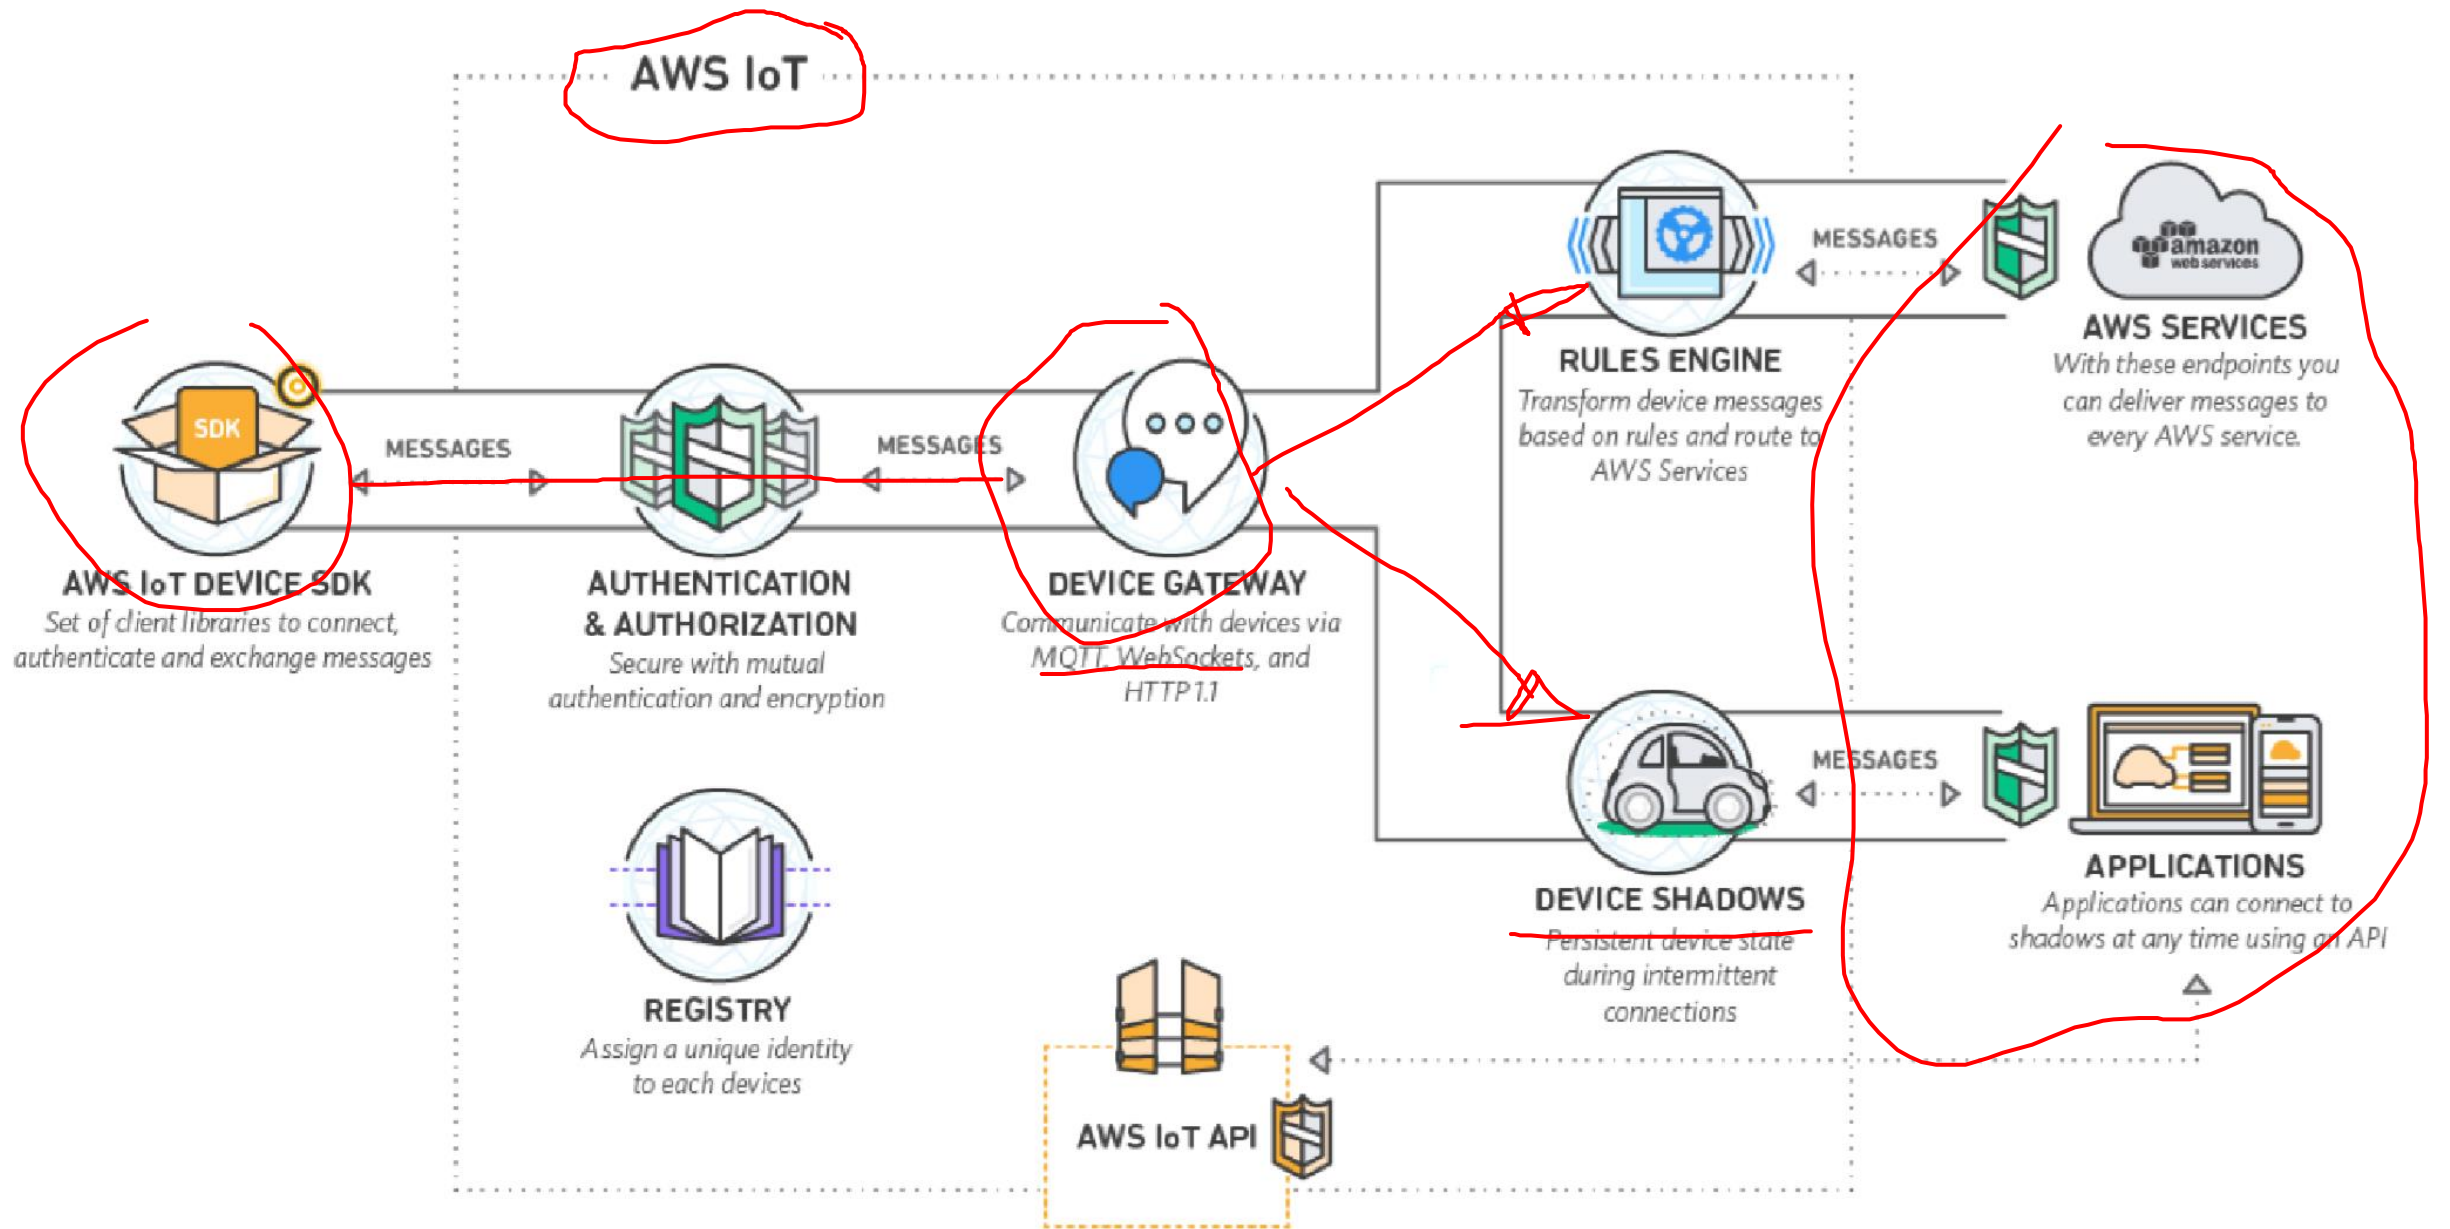 AWS IoT
SDK
MESSAGES
AWS IoT DEVICE SDK
Set of client libraries to connect,
authenticate and exchange messages
AUTHENTICATION
& AUTHORIZATION
Secure with mutual
authentication and encryption
MESSAGES
DEVICE GATEWAY
Communicate with devices via
MQTT, WebSockets, and
HTTP1.1
RULES ENGINE
Transform device messages
based on rules and route to
AWS Services
MESSAGES
amazon
web services
AWS SERVICES
With these endpoints you
can deliver messages to
every AWS service.
REGISTRY
Assign a unique identity
to each devices
DEVICE SHADOWS
Persistent device state
during intermittent
connections
MESSAGES
APPLICATIONS
Applications can connect to
shadows at any time using an API
AWS IoT API